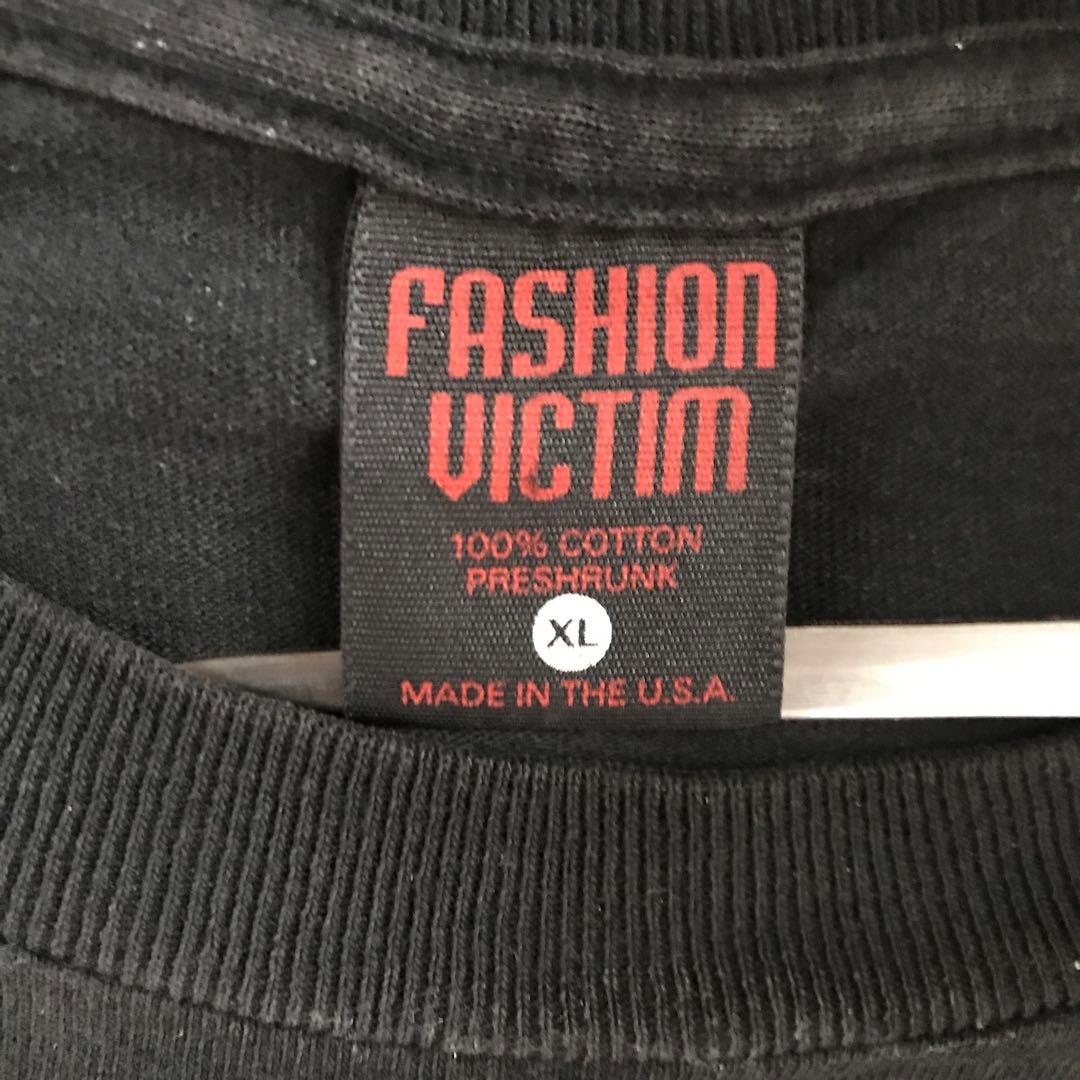 FASHION
VICTIM
100% COTTON
PRESHRUNK
XL
MADE IN THE U.S.A.